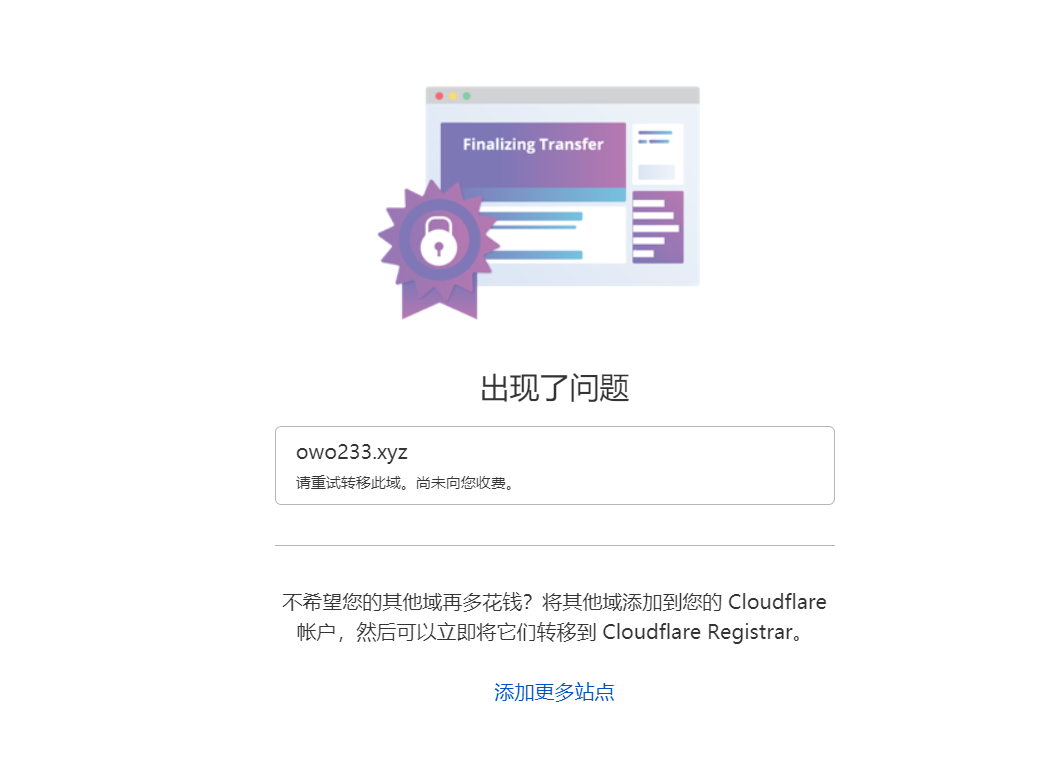 Finalizing Transfer
出现了问题
owo233.xyz
请重试转移此域。尚未向您收费。
不希望您的其他域再多花钱？将其他域添加到您的 Cloudflare
帐户，然后可以立即将它们转移到 Cloudflare Registrar。
添加更多站点